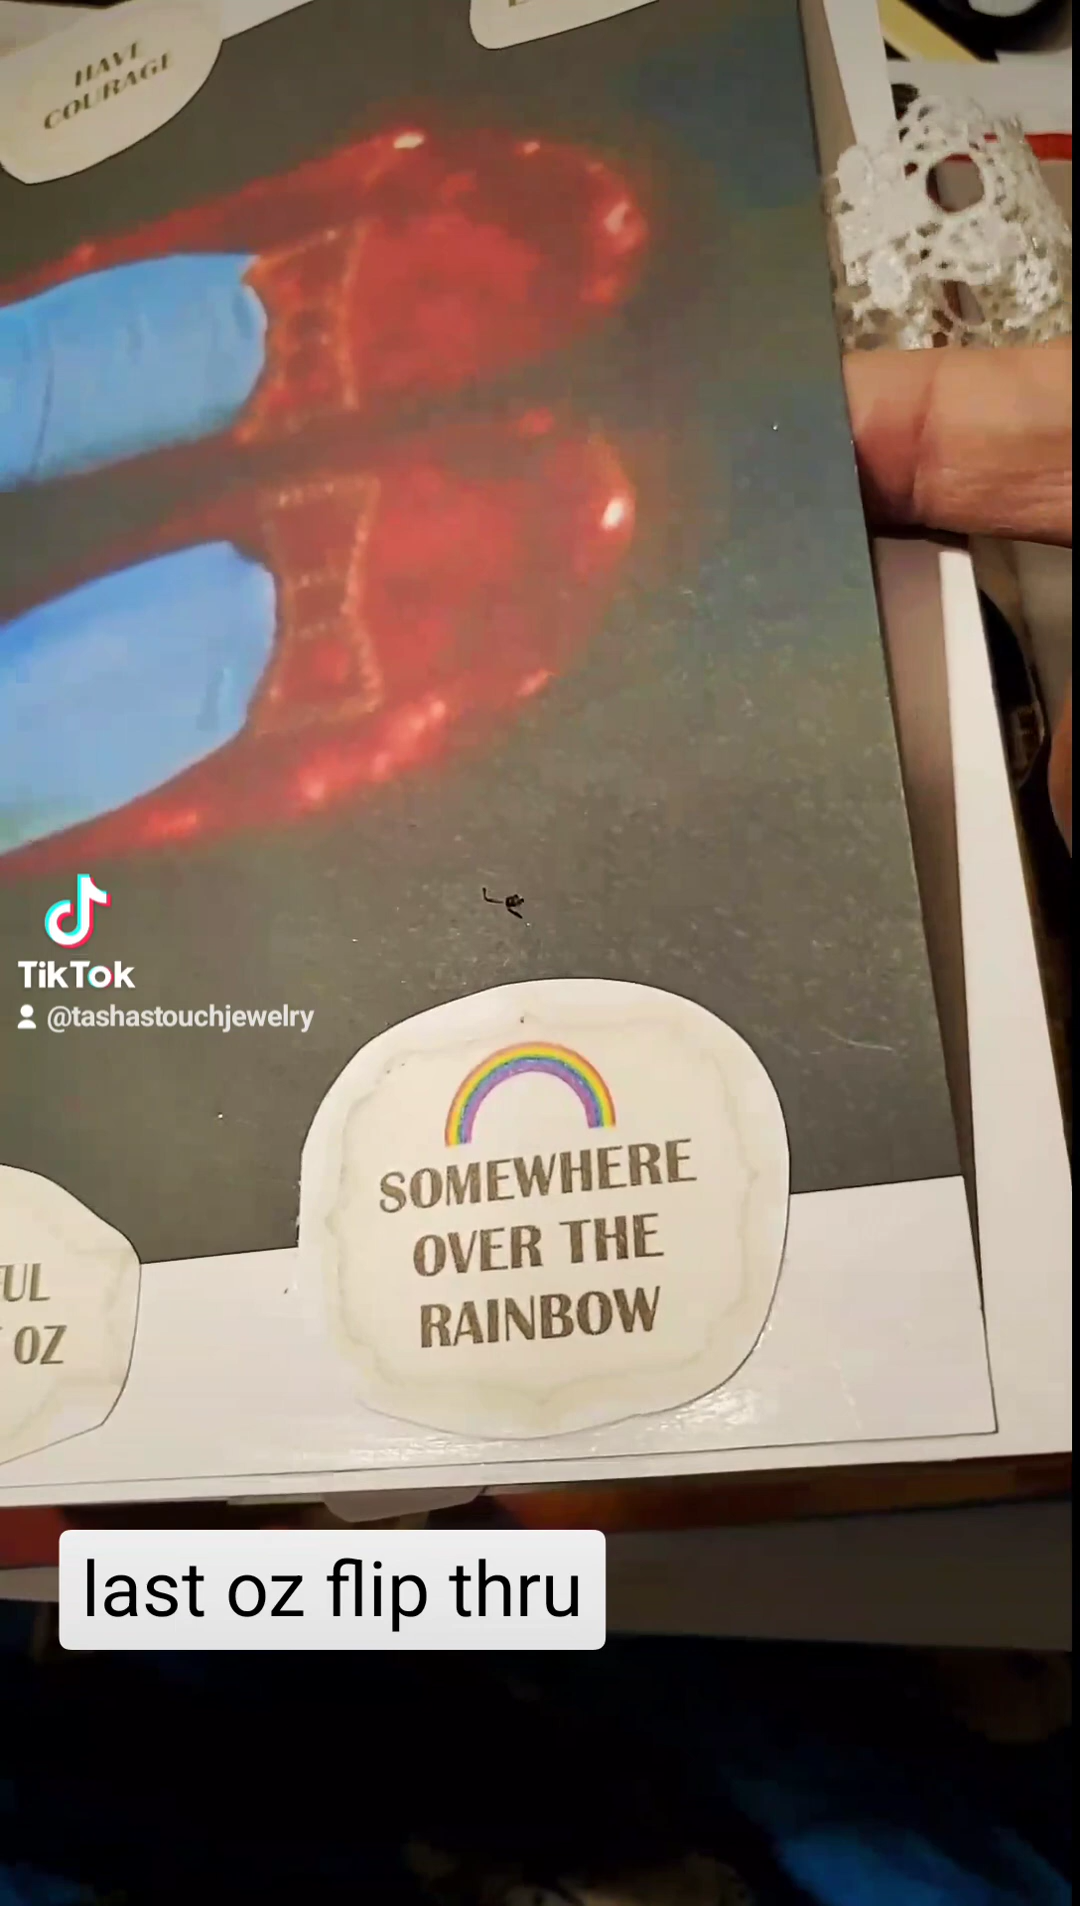 HAVE
COURAGE
TikTok
@tashastouchjewelry
SOMEWHERE
OVER THE
RAINBOW
UL
OZ
last oz flip thru